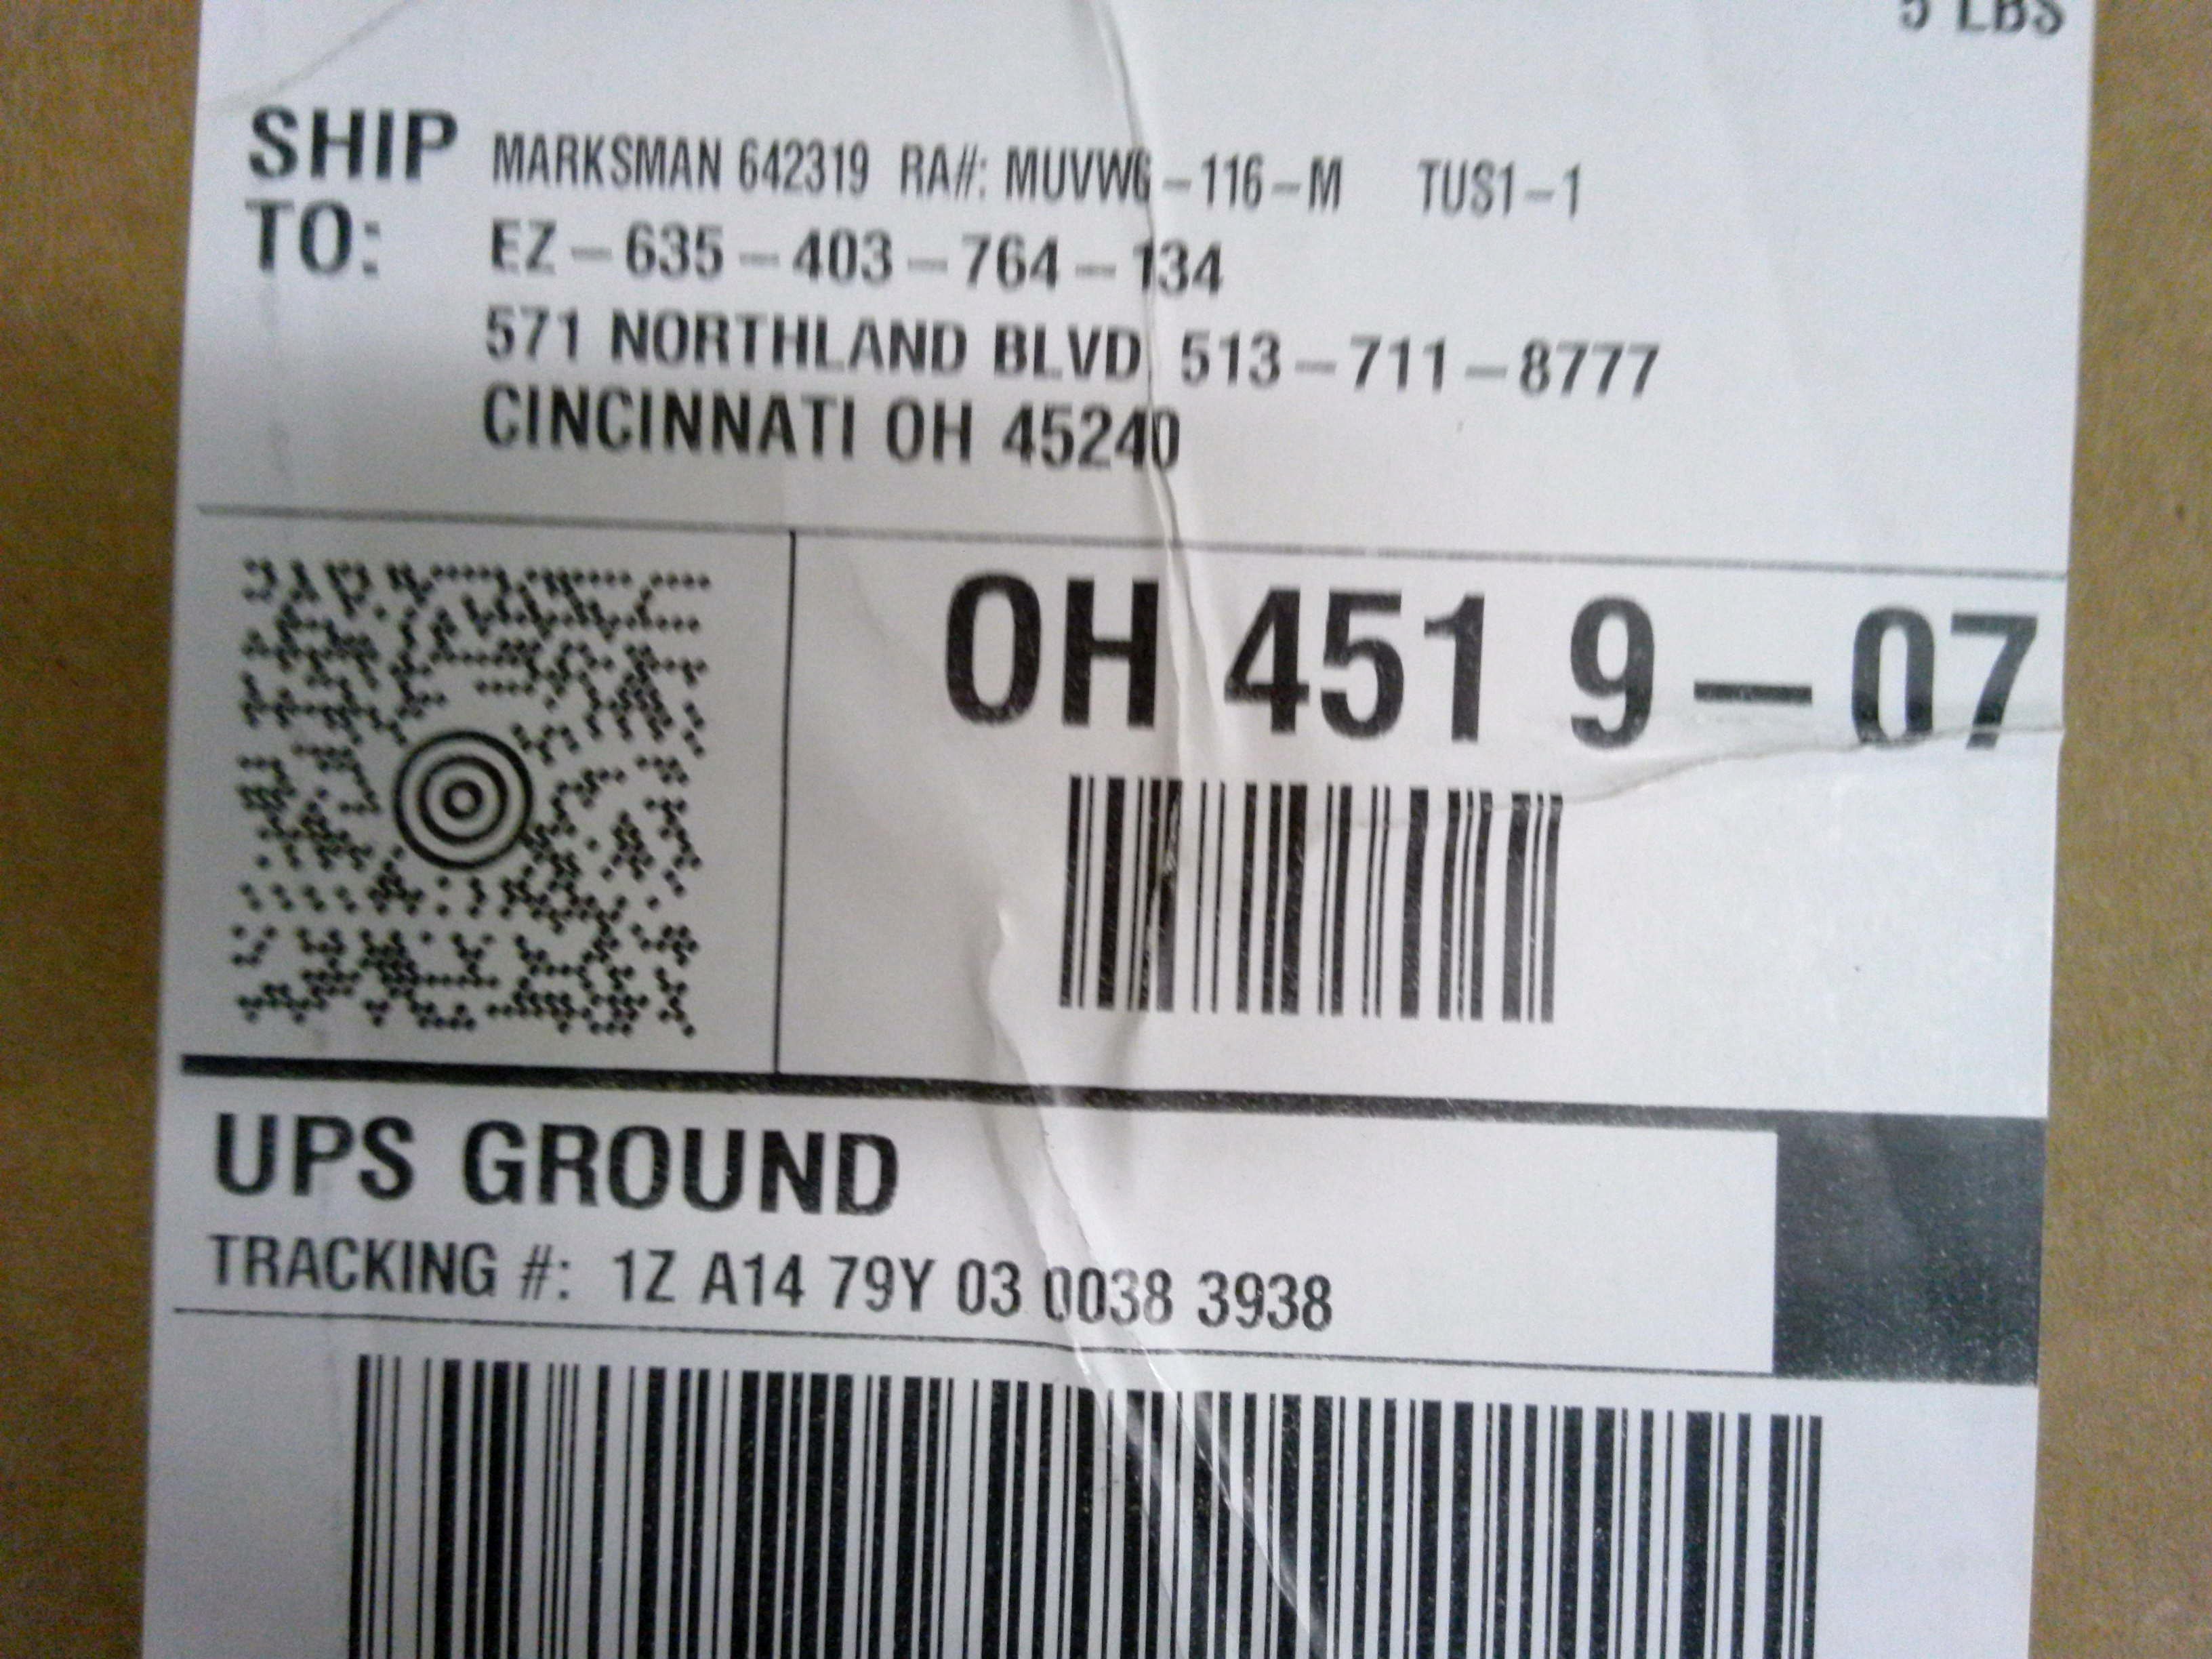 5 LBS
SHIP TO:
MARKSMAN 642319 RA#: MUVW6-116-M TUS1-1
EZ-635-403-764-134
571 NORTHLAND BLVD 513-711-8777
CINCINNATI OH 45240
OH 451 9-07
UPS GROUND
TRACKING #: 1Z A14 79Y 03 0038 3938